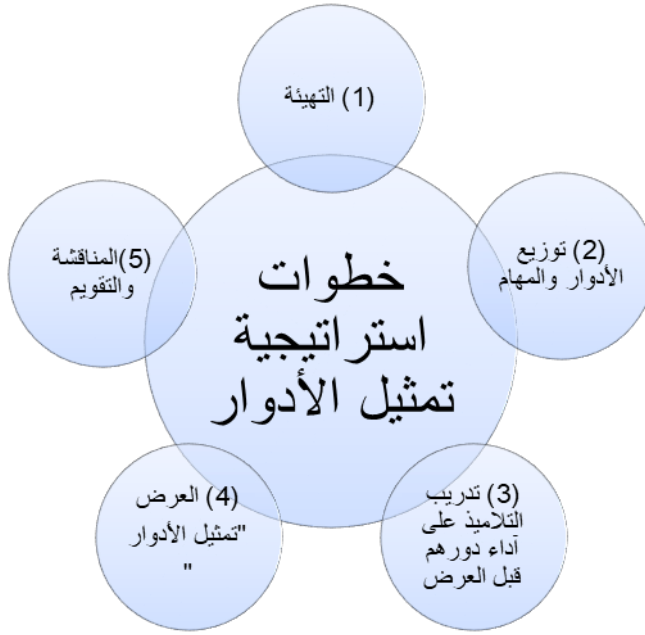 (1) التهيئة
(2) توزيع
الأدوار والمهام
(3) تدريب
التلاميذ على
آداء دورهم
قبل العرض
(4) العرض
"تمثيل الأدوار
"
(5)المناقشة
والتقويم
خطوات
استراتيجية
تمثيل الأدوار